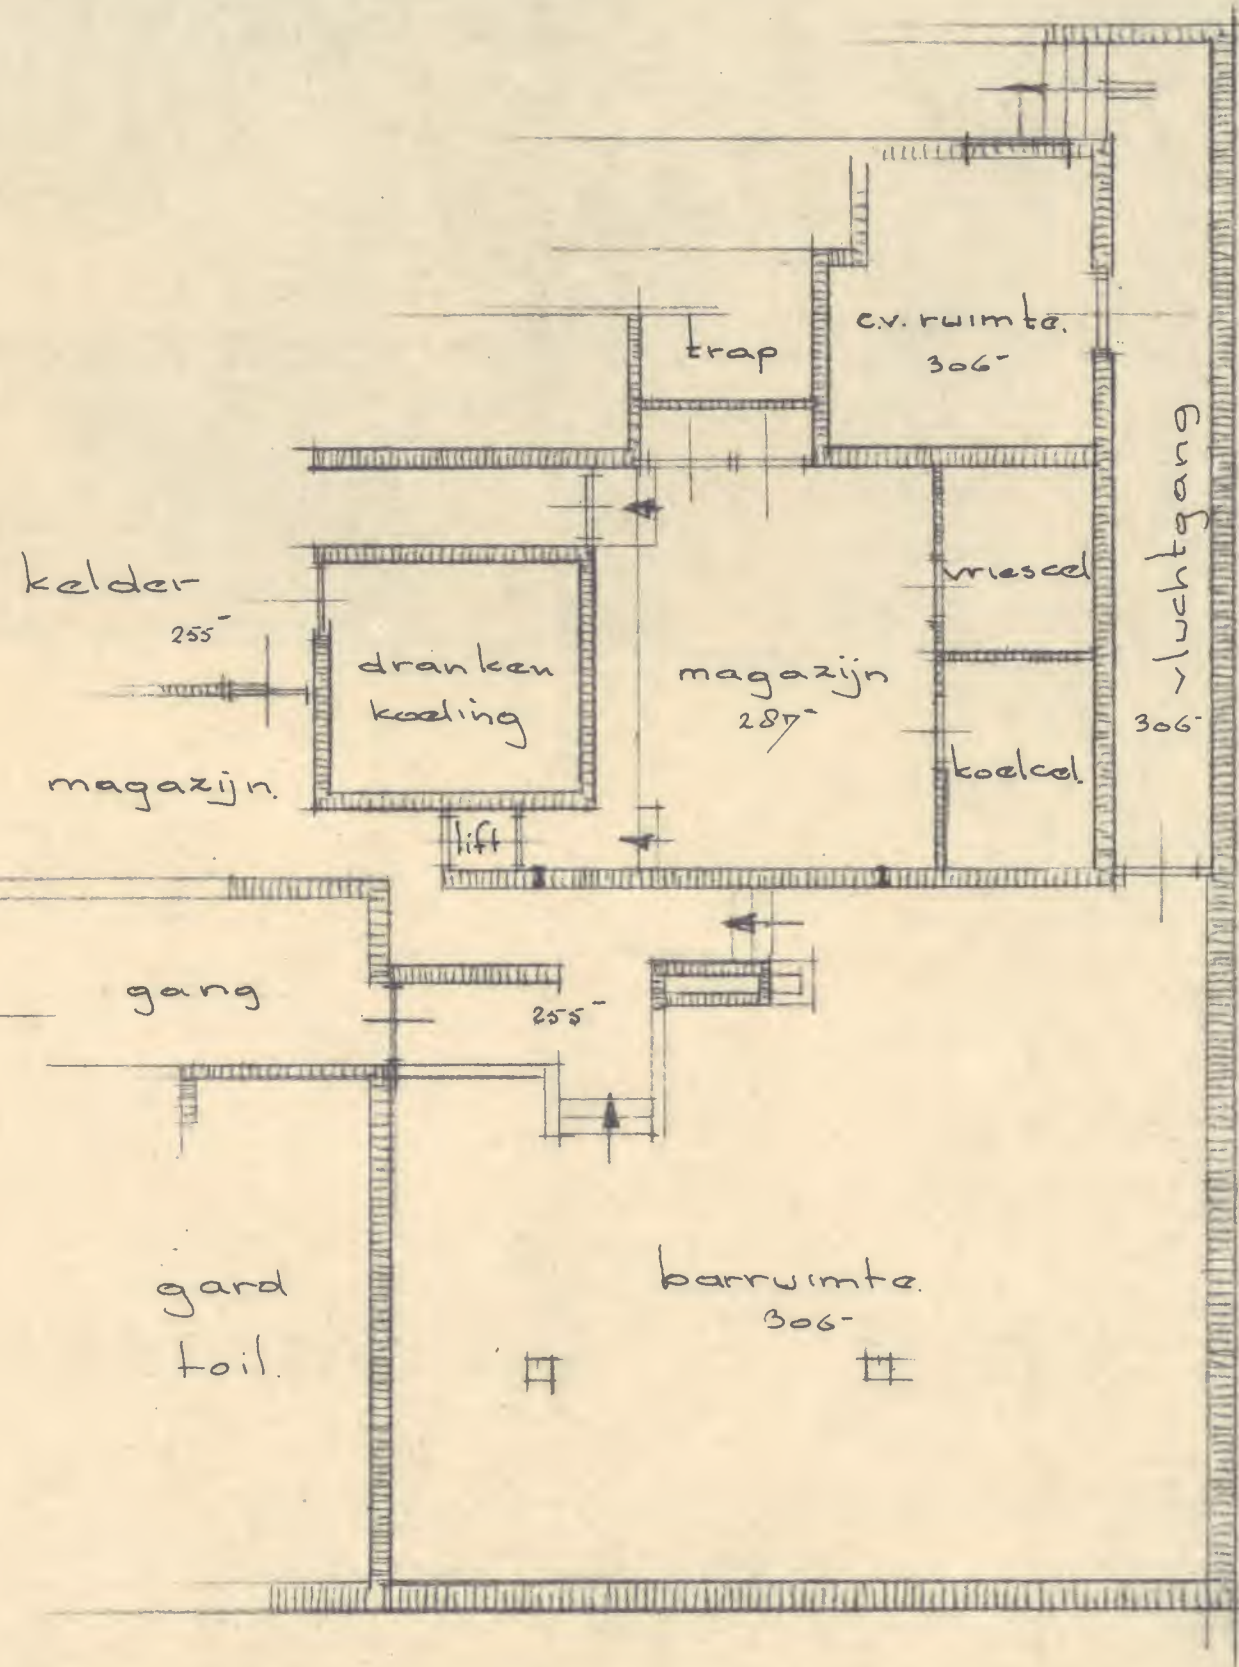 c.v. ruimte.
306-
trap
vluchtgang
306-
kelder
255-
vriescel
dranken
koeling
magazijn
287-
koelcel.
magazijn.
lift
gang
255-
gard
toil.
barruimte.
306-